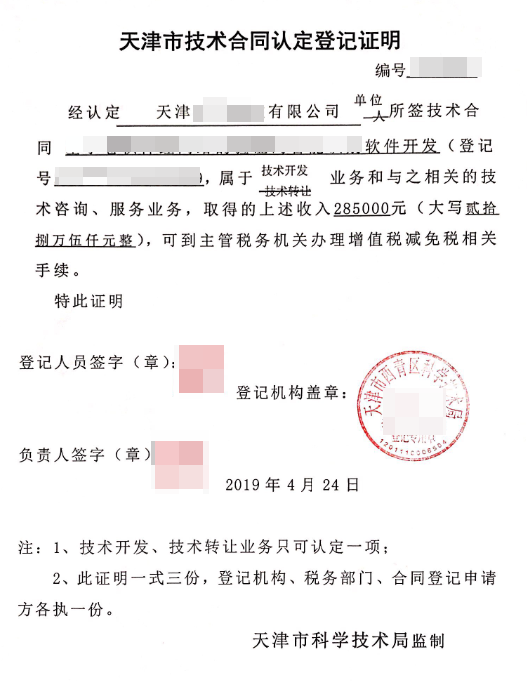 天津市技术合同认定登记证明
编号
经认定 天津 有限公司 单位
人 所签技术合
同 软件开发（登记
号 9，属于 技术开发
技术转让 业务和与之相关的技
术咨询、服务业务，取得的上述收入285000元（大写贰拾
捌万伍仟元整），可到主管税务机关办理增值税减免税相关
手续。
特此证明
登记人员签字（章）：
登记机构盖章：
天津市西青区科学技术局
登记专用章
1201110006504
负责人签字（章）
2019 年 4 月 24 日
注：1、技术开发、技术转让业务只可认定一项；
2、此证明一式三份，登记机构、税务部门、合同登记申请
方各执一份。
天津市科学技术局监制